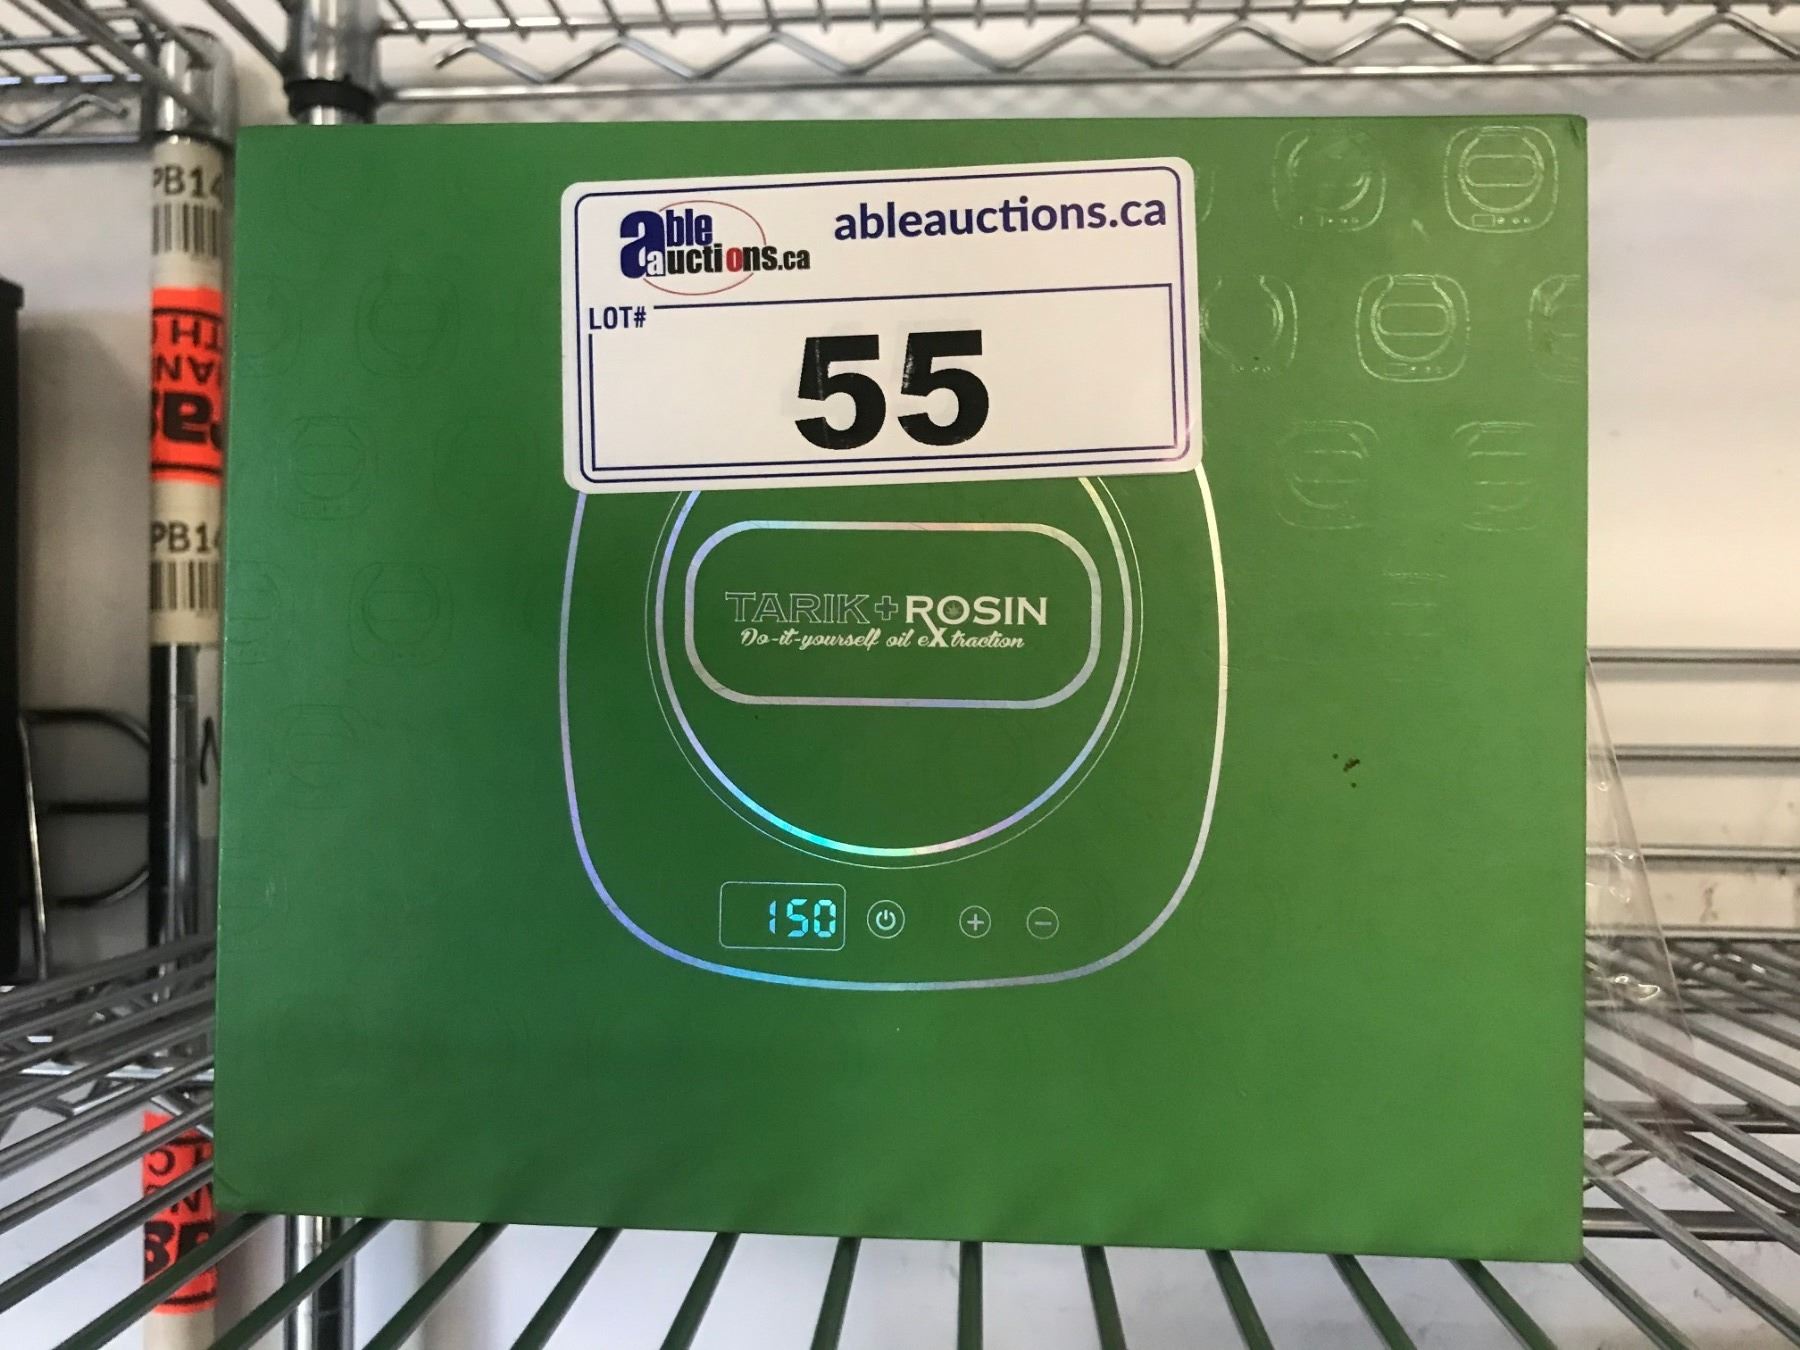 able
auctions.ca
ableauctions.ca
LOT#
55
TARIK+ROSIN
Do-it-yourself oil eXtraction
150
PB14
PB14